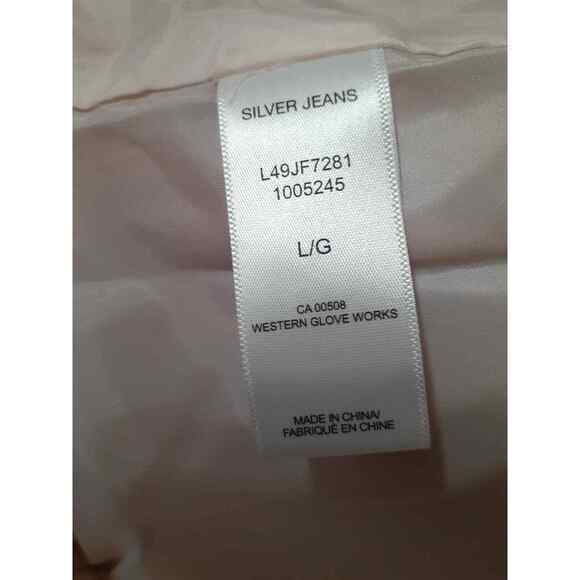 SILVER JEANS
L49JF7281
1005245
L/G
CA 00508
WESTERN GLOVE WORKS
MADE IN CHINA/
FABRIQUÉ EN CHINE